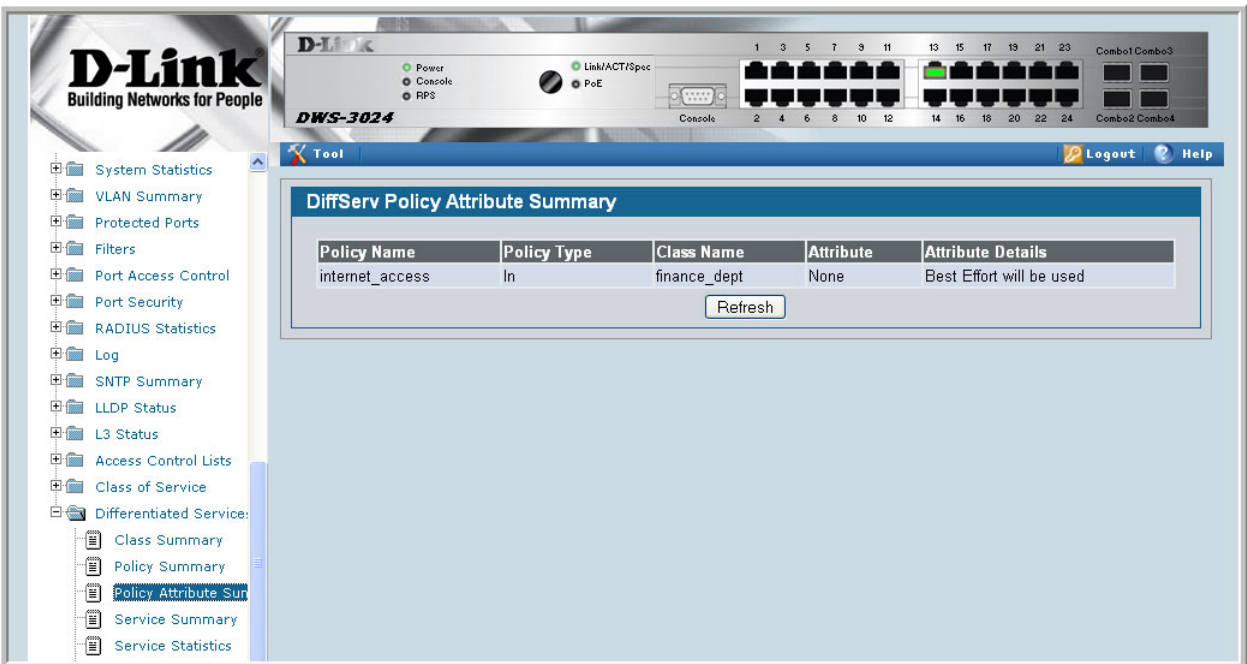 D-Link
Building Networks for People
D-Link
Power
Console
RPS
Link/ACT/Spec
PoE
DWS-3024
Console
1 3 5 7 9 11 13 15 17 19 21 23
2 4 6 8 10 12 14 16 18 20 22 24
Combo1 Combo3
Combo2 Combo4
Tool
Logout
Help
System Statistics
VLAN Summary
Protected Ports
Filters
Port Access Control
Port Security
RADIUS Statistics
Log
SNTP Summary
LLDP Status
L3 Status
Access Control Lists
Class of Service
Differentiated Services
Class Summary
Policy Summary
Policy Attribute Sum
Service Summary
Service Statistics
DiffServ Policy Attribute Summary
Policy Name Policy Type Class Name Attribute Attribute Details
internet_access In finance_dept None Best Effort will be used
Refresh